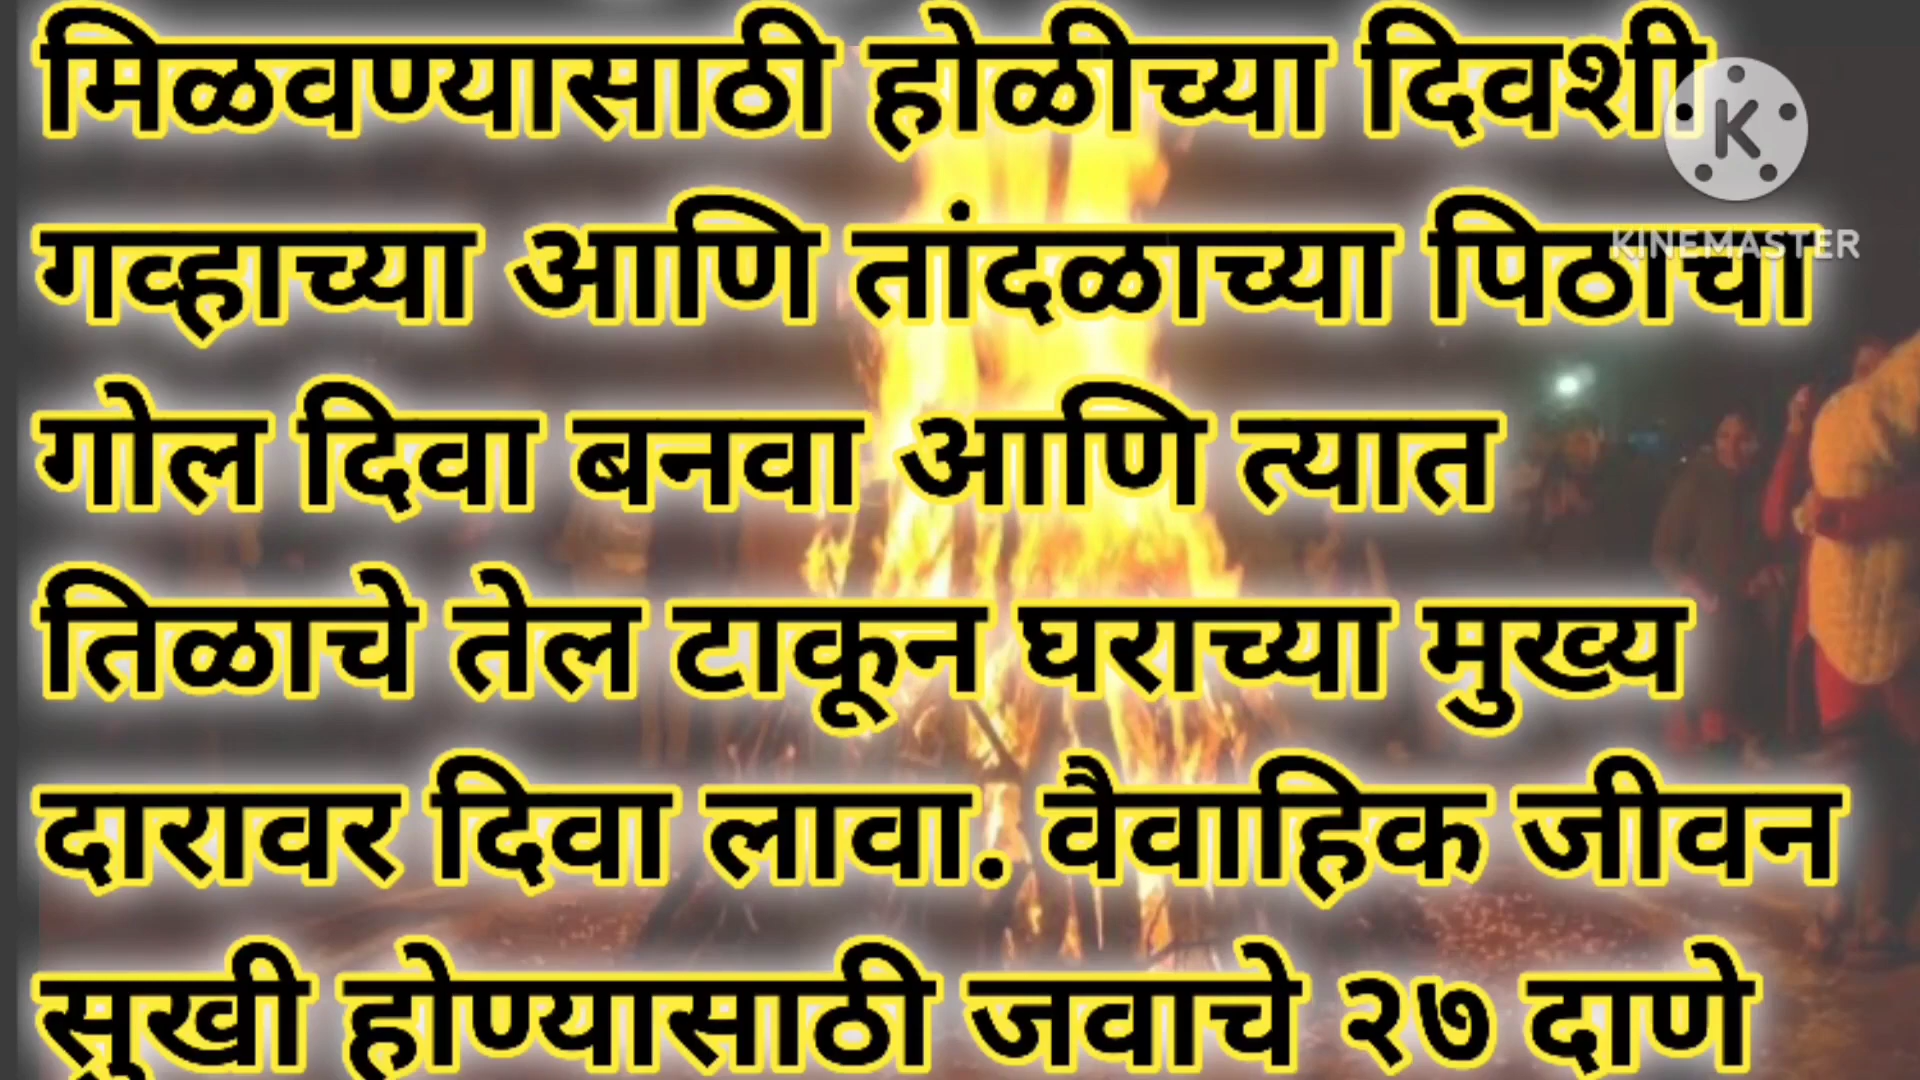 मिळवण्यासाठी होळीच्या दिवशी
गव्हाच्या आणि तांदळाच्या पिठाचा
गोल दिवा बनवा आणि त्यात
तिळाचे तेल टाकून घराच्या मुख्य
दारावर दिवा लावा. वैवाहिक जीवन
सुखी होण्यासाठी जवाचे २७ दाणे
K
KINEMASTER